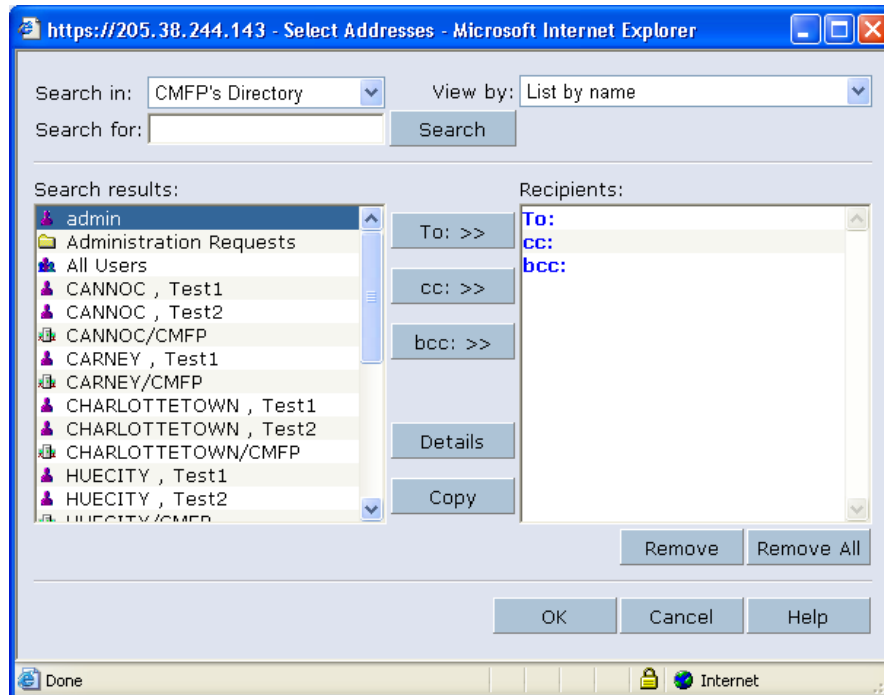 https://205.38.244.143 - Select Addresses - Microsoft Internet Explorer
Search in: CMFP's Directory View by: List by name
Search for: Search
Search results: Recipients:
admin
Administration Requests
All Users
CANNOC , Test1
CANNOC , Test2
CANNOC/CMFP
CARNEY , Test1
CARNEY/CMFP
CHARLOTTETOWN , Test1
CHARLOTTETOWN , Test2
CHARLOTTETOWN/CMFP
HUECITY , Test1
HUECITY , Test2
HUECITY/CMFP
To: >>
cc: >>
bcc: >>
Details
Copy
To:
cc:
bcc:
Remove Remove All
OK Cancel Help
Done Internet